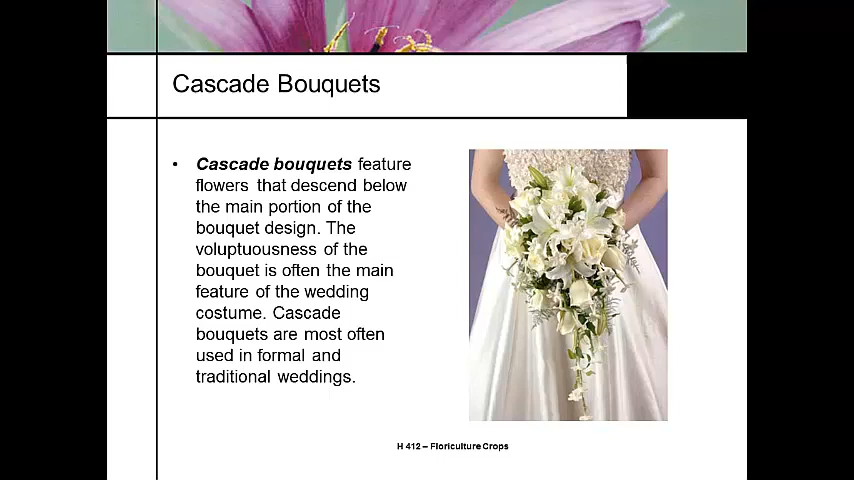 Cascade Bouquets
• Cascade bouquets feature
flowers that descend below
the main portion of the
bouquet design. The
voluptuousness of the
bouquet is often the main
feature of the wedding
costume. Cascade
bouquets are most often
used in formal and
traditional weddings.
H 412 – Floriculture Crops